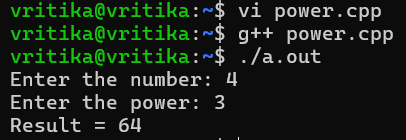 vritika@vritika:~$ vi power.cpp
vritika@vritika:~$ g++ power.cpp
vritika@vritika:~$ ./a.out
Enter the number: 4
Enter the power: 3
Result = 64